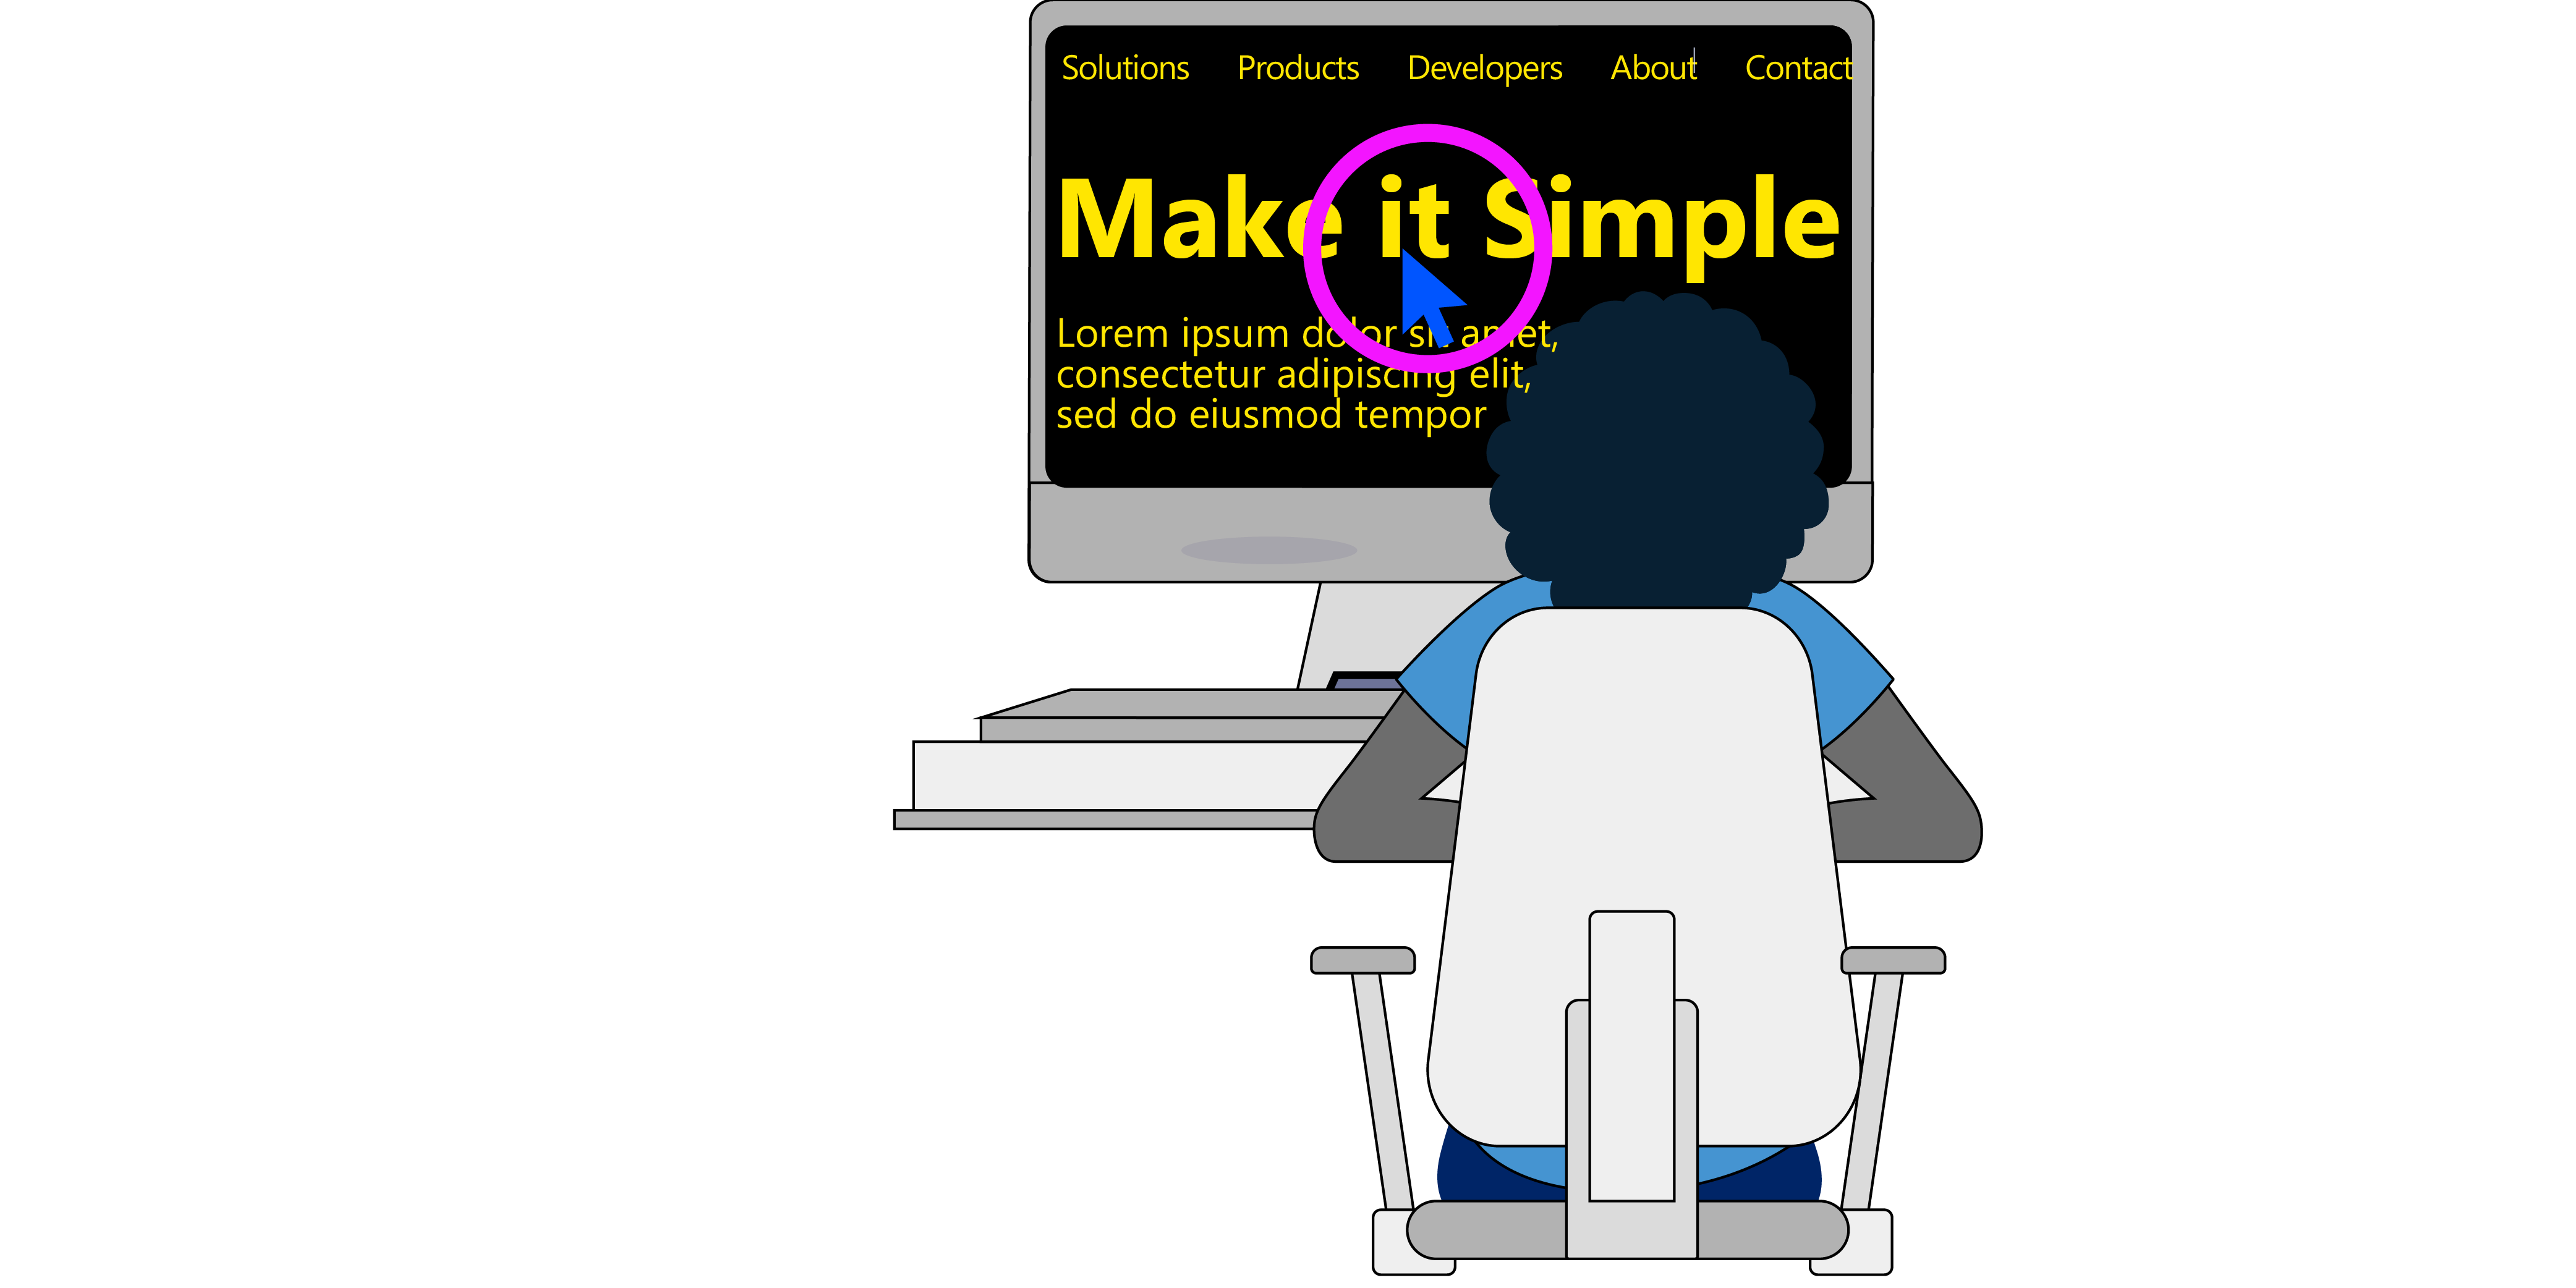 Solutions Products Developers About Contact
Make it Simple
Lorem ipsum dolor sit amet,
consectetur adipiscing elit,
sed do eiusmod tempor